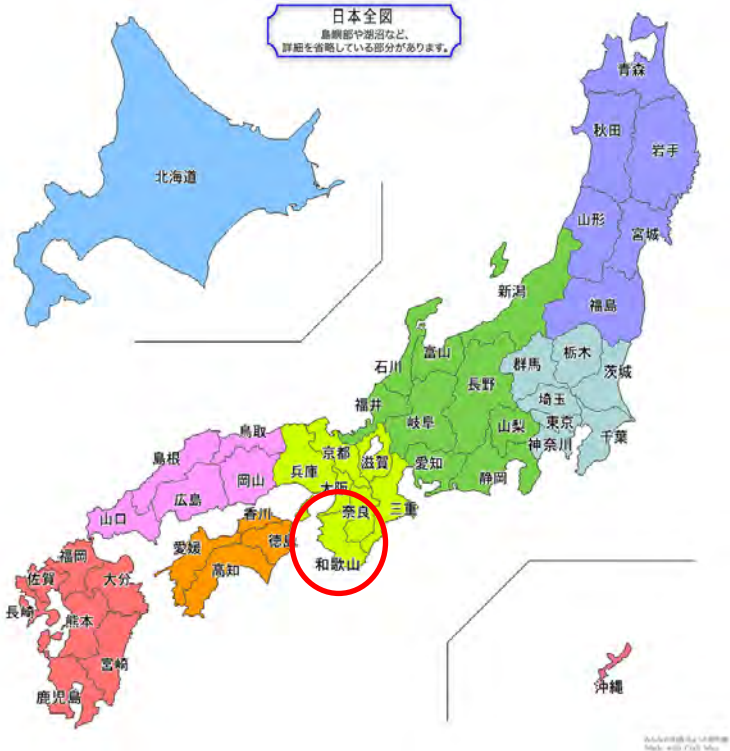 日本全図
島嶼部や湖沼など、
詳細を省略している部分があります。
青森
秋田
岩手
北海道
山形
宮城
新潟
福島
富山
石川
群馬
栃木
茨城
長野
福井
埼玉
岐阜
山梨
東京
千葉
神奈川
鳥取
京都
滋賀
愛知
静岡
島根
兵庫
岡山
大阪
広島
奈良
三重
山口
香川
愛媛
徳島
和歌山
高知
福岡
佐賀
大分
長崎
熊本
宮崎
鹿児島
沖縄